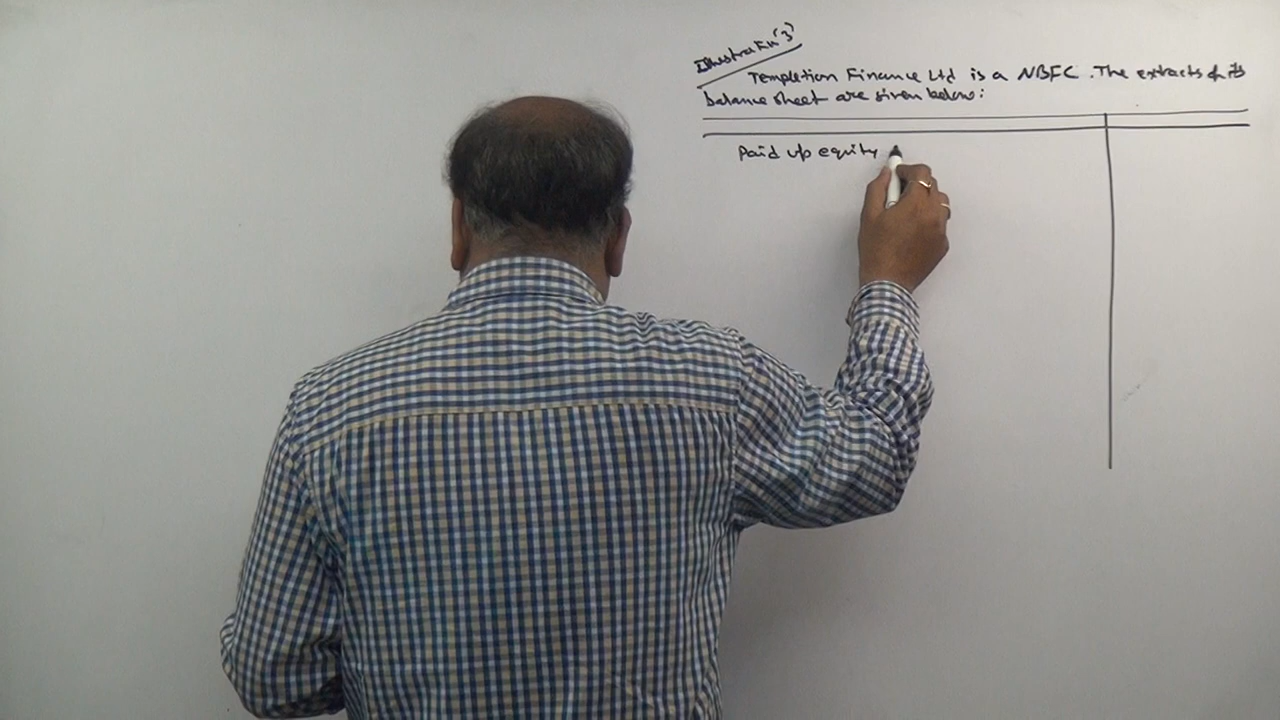 Illustration '3'
Templetion Finance Ltd is a NBFC. The extracts of its
balance sheet are given below:
Paid up equity